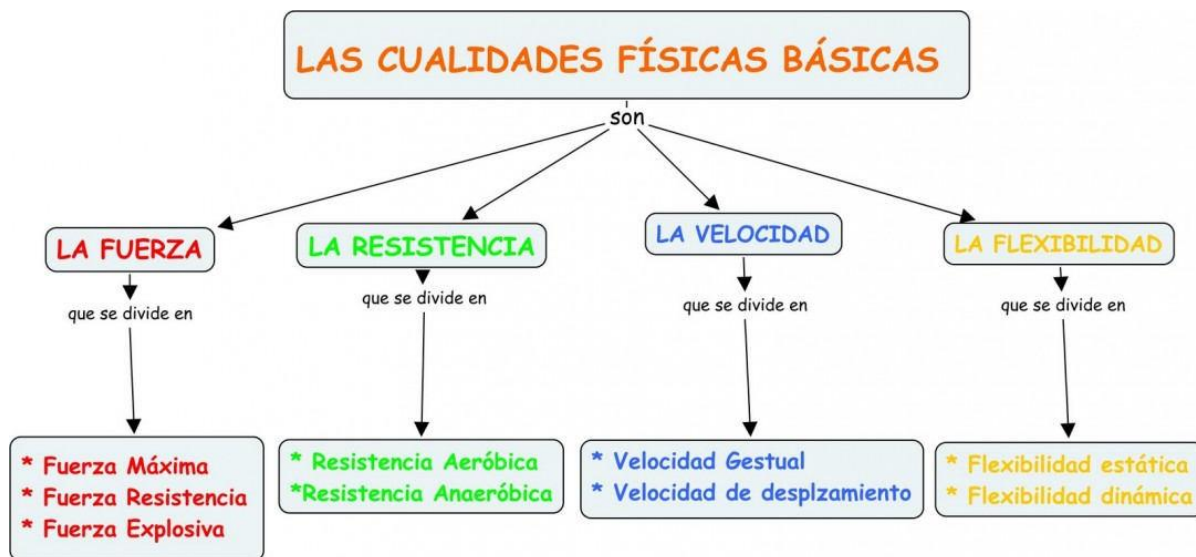 LAS CUALIDADES FÍSICAS BÁSICAS
son
LA FUERZA
LA RESISTENCIA
LA VELOCIDAD
LA FLEXIBILIDAD
que se divide en
que se divide en
que se divide en
que se divide en
* Fuerza Máxima
* Fuerza Resistencia
* Fuerza Explosiva
* Resistencia Aeróbica
*Resistencia Anaeróbica
* Velocidad Gestual
* Velocidad de desplzamiento
* Flexibilidad estática
* Flexibilidad dinámica